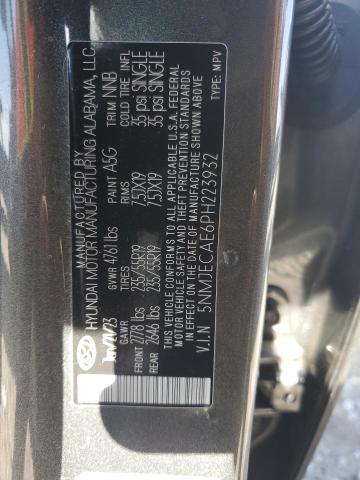 MANUFACTURED BY
HYUNDAI MOTOR MANUFACTURING ALABAMA, LLC
GVWR 4761 lbs PAINT A5G TRIM NNB
GAWR TIRES RIMS COLD TIRE INFL
FRONT 2778 lbs 235/55R19 7.5JX19 35 psi SINGLE
REAR 2646 lbs 235/55R19 7.5JX19 35 psi SINGLE
THIS VEHICLE CONFORMS TO ALL APPLICABLE U.S.A. FEDERAL
MOTOR VEHICLE SAFETY, BUMPER, AND THEFT PREVENTION STANDARDS IN
EFFECT ON THE DATE OF MANUFACTURE SHOWN ABOVE
V.I.N 5NMJECAE6PH223932 TYPE: MPV